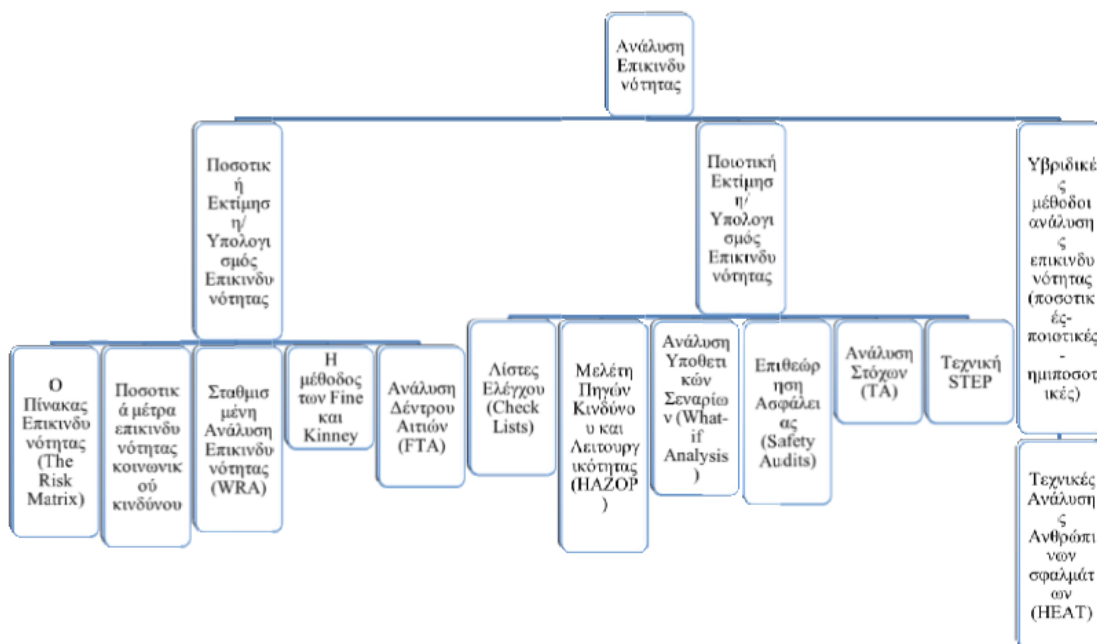 Ανάλυση
Επικινδυ
νότητας
Ποσοτικ
ή
Εκτίμησ
η/
Υπολογι
σμός
Επικινδυ
νότητας
Ποιοτική
Εκτίμησ
η/
Υπολογι
σμός
Επικινδυ
νότητας
Υβριδικέ
ς
μέθοδοι
ανάλυση
ς
επικινδυ
νότητας
(ποσοτικ
ές-
ποιοτικές
-
ημιποσοτ
ικές)
Ο
Πίνακας
Επικινδυ
νότητας
(The
Risk
Matrix)
Ποσοτικ
ά μέτρα
επικινδυ
νότητας
κοινωνικ
ού
κινδύνου
Σταθμισ
μένη
Ανάλυση
Επικινδυ
νότητας
(WRA)
Η
μέθοδος
των Fine
και
Kinney
Ανάλυση
Δέντρου
Αιτιών
(FTA)
Λίστες
Ελέγχου
(Check
Lists)
Μελέτη
Πηγών
Κινδύνο
υ και
Λειτουργ
ικότητας
(HAZOP
)
Ανάλυση
Υποθετι
κών
Σεναρίω
ν (What-
if
Analysis
)
Επιθεώρ
ηση
Ασφάλει
ας
(Safety
Audits)
Ανάλυση
Στόχων
(TA)
Τεχνική
STEP
Τεχνικές
Ανάλυση
ς
Ανθρώπι
νων
σφαλμάτ
ων
(HEAT)